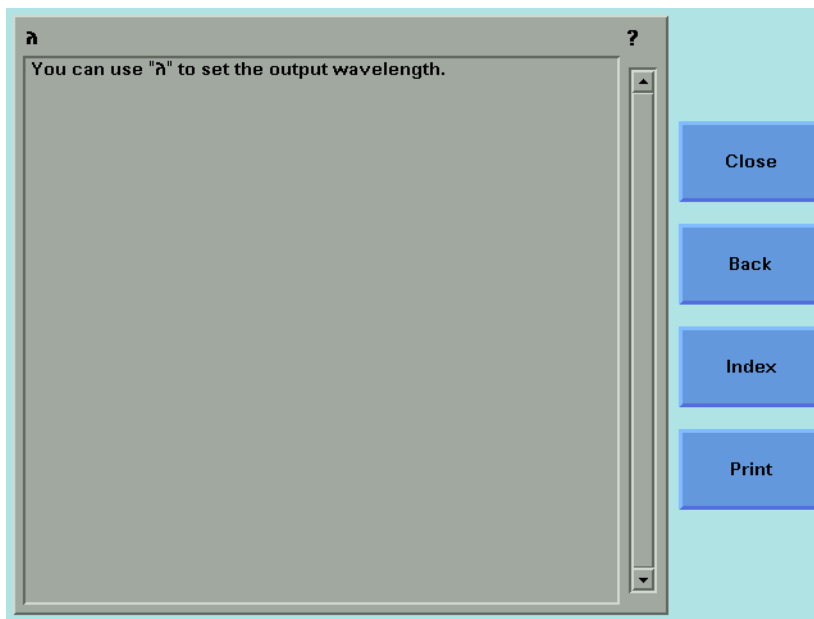 λ ?
You can use "λ" to set the output wavelength.
Close
Back
Index
Print